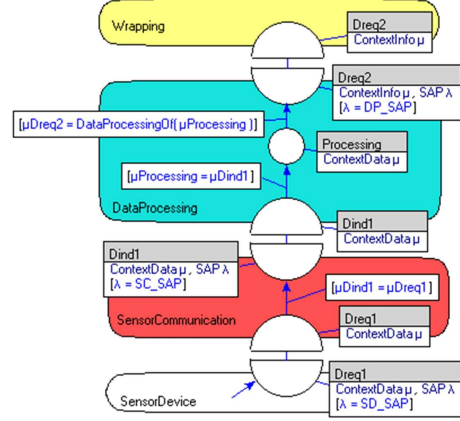 Wrapping
Dreq2
ContextInfo μ
Dreq2
ContextInfo μ, SAP λ
[λ = DP_SAP]
[μDreq2 = DataProcessingOf( μProcessing )]
Processing
ContextData μ
[μProcessing = μDind1]
DataProcessing
Dind1
ContextData μ
Dind1
ContextData μ, SAP λ
[λ = SC_SAP]
[μDind1 = μDreq1]
SensorCommunication
Dreq1
ContextData μ
Dreq1
ContextData μ, SAP λ
[λ = SD_SAP]
SensorDevice